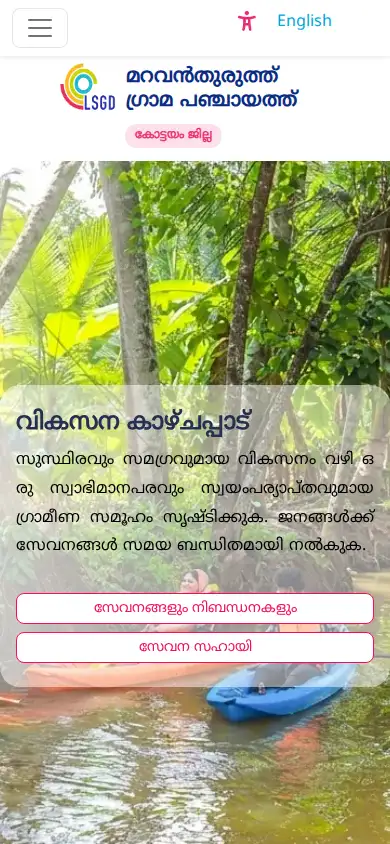 English
LSGD
മറവൻതുരുത്ത്
ഗ്രാമ പഞ്ചായത്ത്
കോട്ടയം ജില്ല
വികസന കാഴ്ചപ്പാട്
സുസ്ഥിരവും സമഗ്രവുമായ വികസനം വഴി ഒ
രു സ്വാഭിമാനപരവും സ്വയംപര്യാപ്തവുമായ
ഗ്രാമീണ സമൂഹം സൃഷ്ടിക്കുക. ജനങ്ങൾക്ക്
സേവനങ്ങൾ സമയ ബന്ധിതമായി നൽകുക.
സേവനങ്ങളും നിബന്ധനകളും
സേവന സഹായി